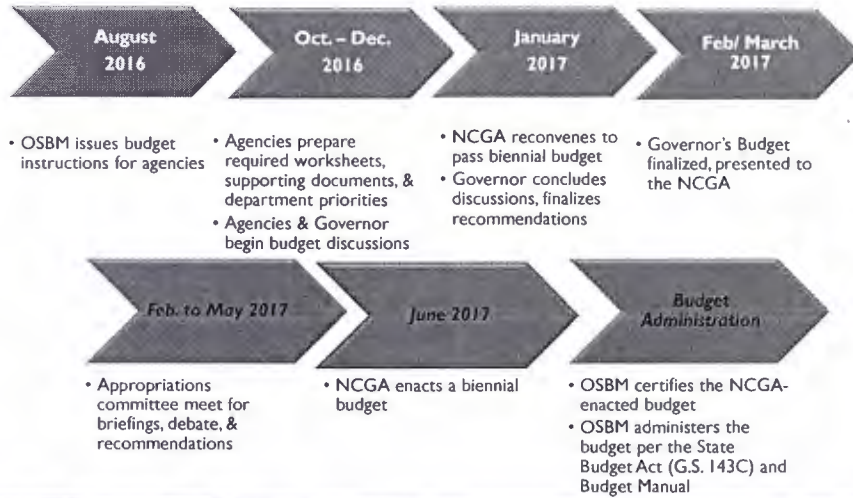 August
2016
Oct. – Dec.
2016
January
2017
Feb/ March
2017
• OSBM issues budget
instructions for agencies
• Agencies prepare
required worksheets,
supporting documents, &
department priorities
• Agencies & Governor
begin budget discussions
• NCGA reconvenes to
pass biennial budget
• Governor concludes
discussions, finalizes
recommendations
• Governor's Budget
finalized, presented to
the NCGA
Feb. to May 2017
June 2017
Budget
Administration
• Appropriations
committee meet for
briefings, debate, &
recommendations
• NCGA enacts a biennial
budget
• OSBM certifies the NCGA-
enacted budget
• OSBM administers the
budget per the State
Budget Act (G.S. 143C) and
Budget Manual